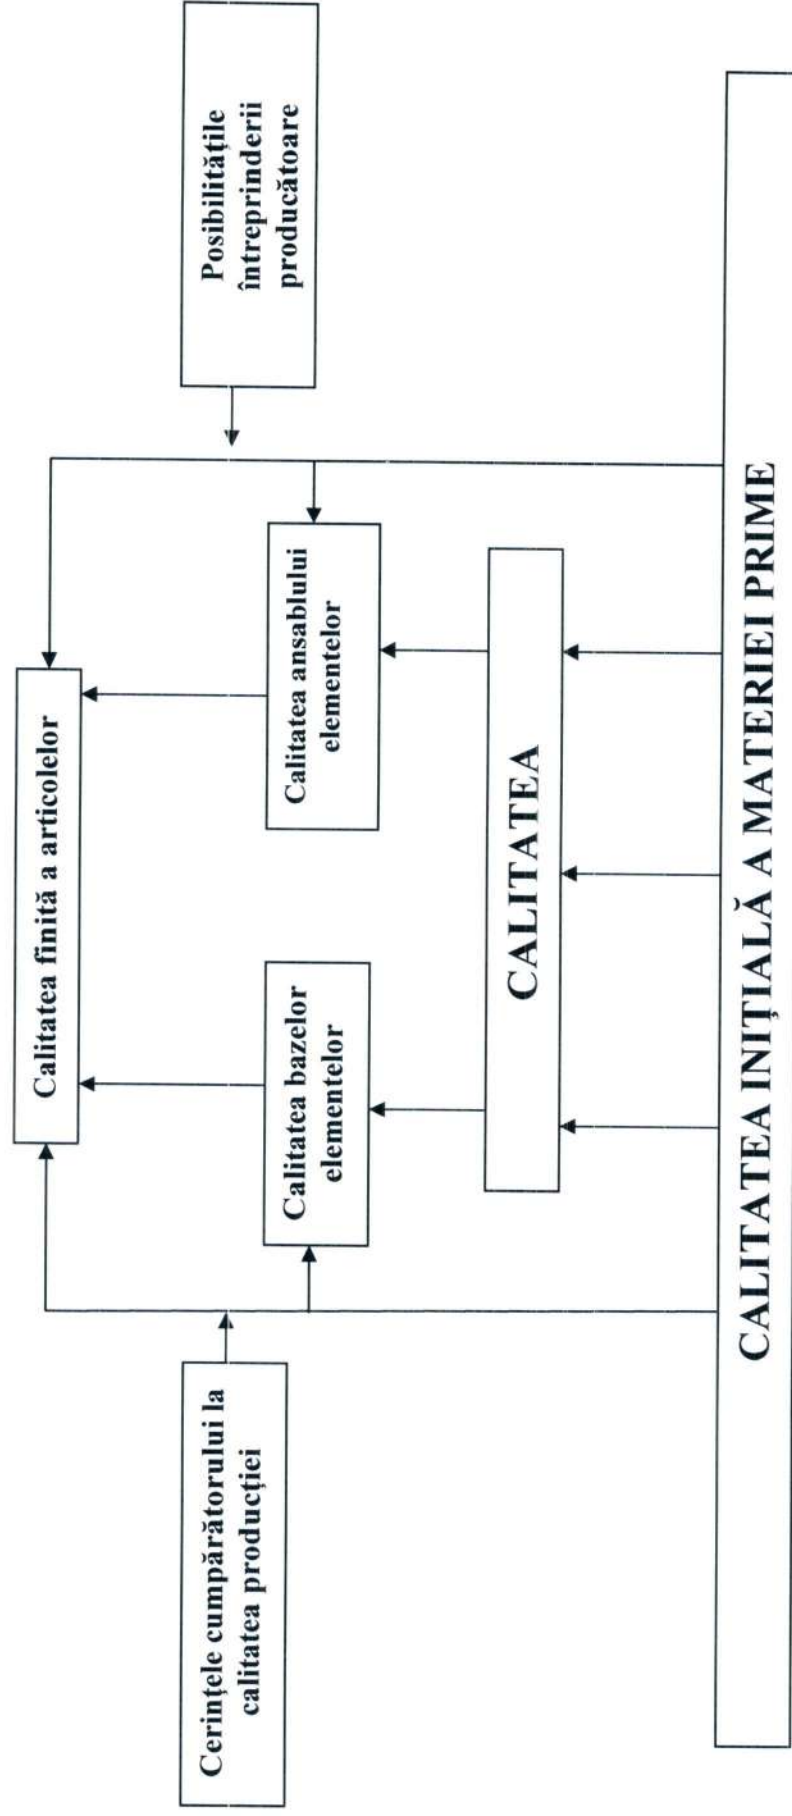 Calitatea finită a articolelor
Cerințele cumpărătorului la
calitatea producției
Posibilitățile
întreprinderii
producătoare
Calitatea bazelor
elementelor
Calitatea ansablului
elementelor
CALITATEA
CALITATEA INIȚIALĂ A MATERIEI PRIME